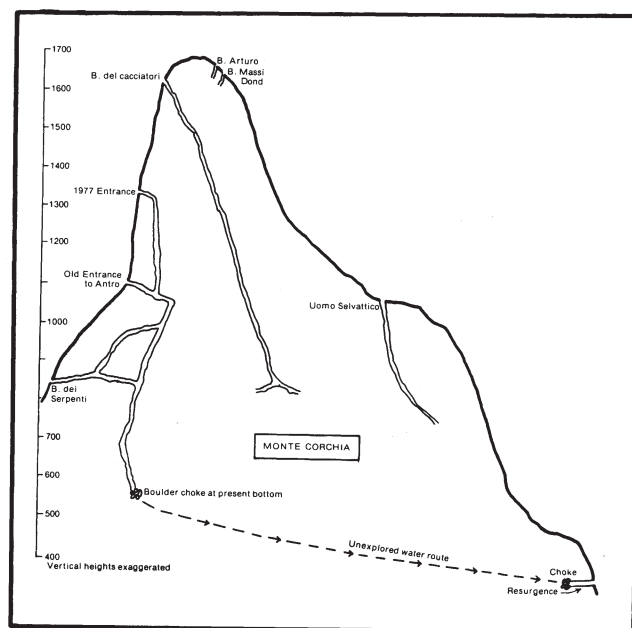 1700
B. Arturo
B. Massi
Dond
B. del cacciatori
1600
1500
1400
1977 Entrance
1300
1200
Old Entrance
to Antro
Uomo Selvattico
1000
B. dei
Serpenti
700
MONTE CORCHIA
600
Boulder choke at present bottom
500
Unexplored water route
400
Choke
Vertical heights exaggerated
Resurgence